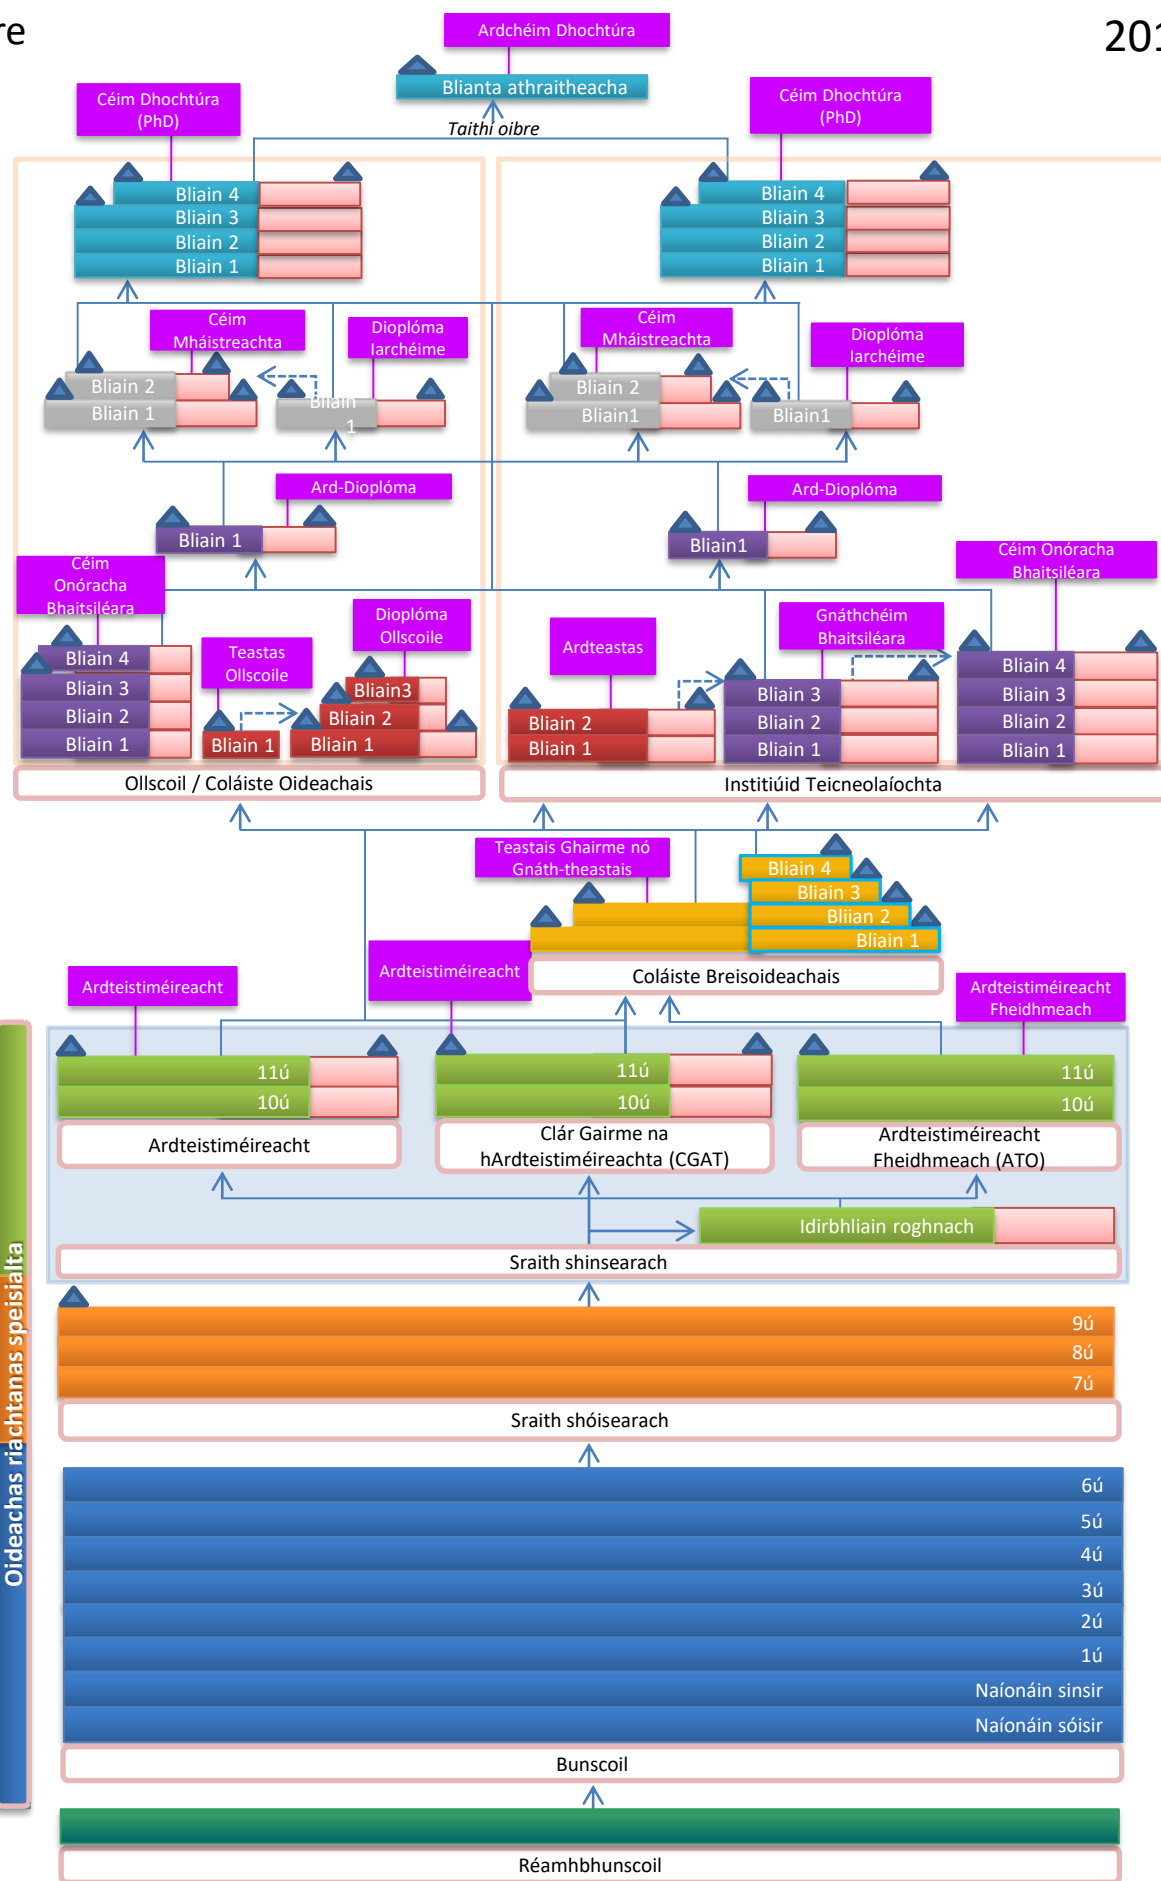 re
201
Ardchéim Dhochtúra
Blianta athraitheacha
Taithí oibre
Céim Dhochtúra
(PhD)
Céim Dhochtúra
(PhD)
Bliain 4
Bliain 3
Bliain 2
Bliain 1
Bliain 4
Bliain 3
Bliain 2
Bliain 1
Céim
Mháistreachta
Dioplóma
Iarchéime
Céim
Mháistreachta
Dioplóma
Iarchéime
Bliain 2
Bliain 1
Bliain
1
Bliain 2
Bliain1
Bliain1
Ard-Dioplóma
Bliain 1
Ard-Dioplóma
Bliain1
Céim
Onóracha
Bhaitsiléara
Bliain 4
Bliain 3
Bliain 2
Bliain 1
Teastas
Ollscoile
Bliain 1
Dioplóma
Ollscoile
Bliain3
Bliain 2
Bliain 1
Ardteastas
Bliain 2
Bliain 1
Gnáthchéim
Bhaitsiléara
Bliain 3
Bliain 2
Bliain 1
Céim Onóracha
Bhaitsiléara
Bliain 4
Bliain 3
Bliain 2
Bliain 1
Ollscoil / Coláiste Oideachais
Institiúid Teicneolaíochta
Teastais Ghairme nó
Gnáth-theastais
Bliain 4
Bliain 3
Bliian 2
Bliain 1
Coláiste Breisoideachais
Ardteistiméireacht
Ardteistiméireacht
Ardteistiméireacht
Fheidhmeach
11ú
10ú
Ardteistiméireacht
11ú
10ú
Clár Gairme na
hArdteistiméireachta (CGAT)
11ú
10ú
Ardteistiméireacht
Fheidhmeach (ATO)
Idirbhliain roghnach
Sraith shinsearach
9ú
8ú
7ú
Sraith shóisearach
6ú
5ú
4ú
3ú
2ú
1ú
Naíonáin sinsir
Naíonáin sóisir
Bunscoil
Réamhbhunscoil
Oideachas riachtanas speisialta